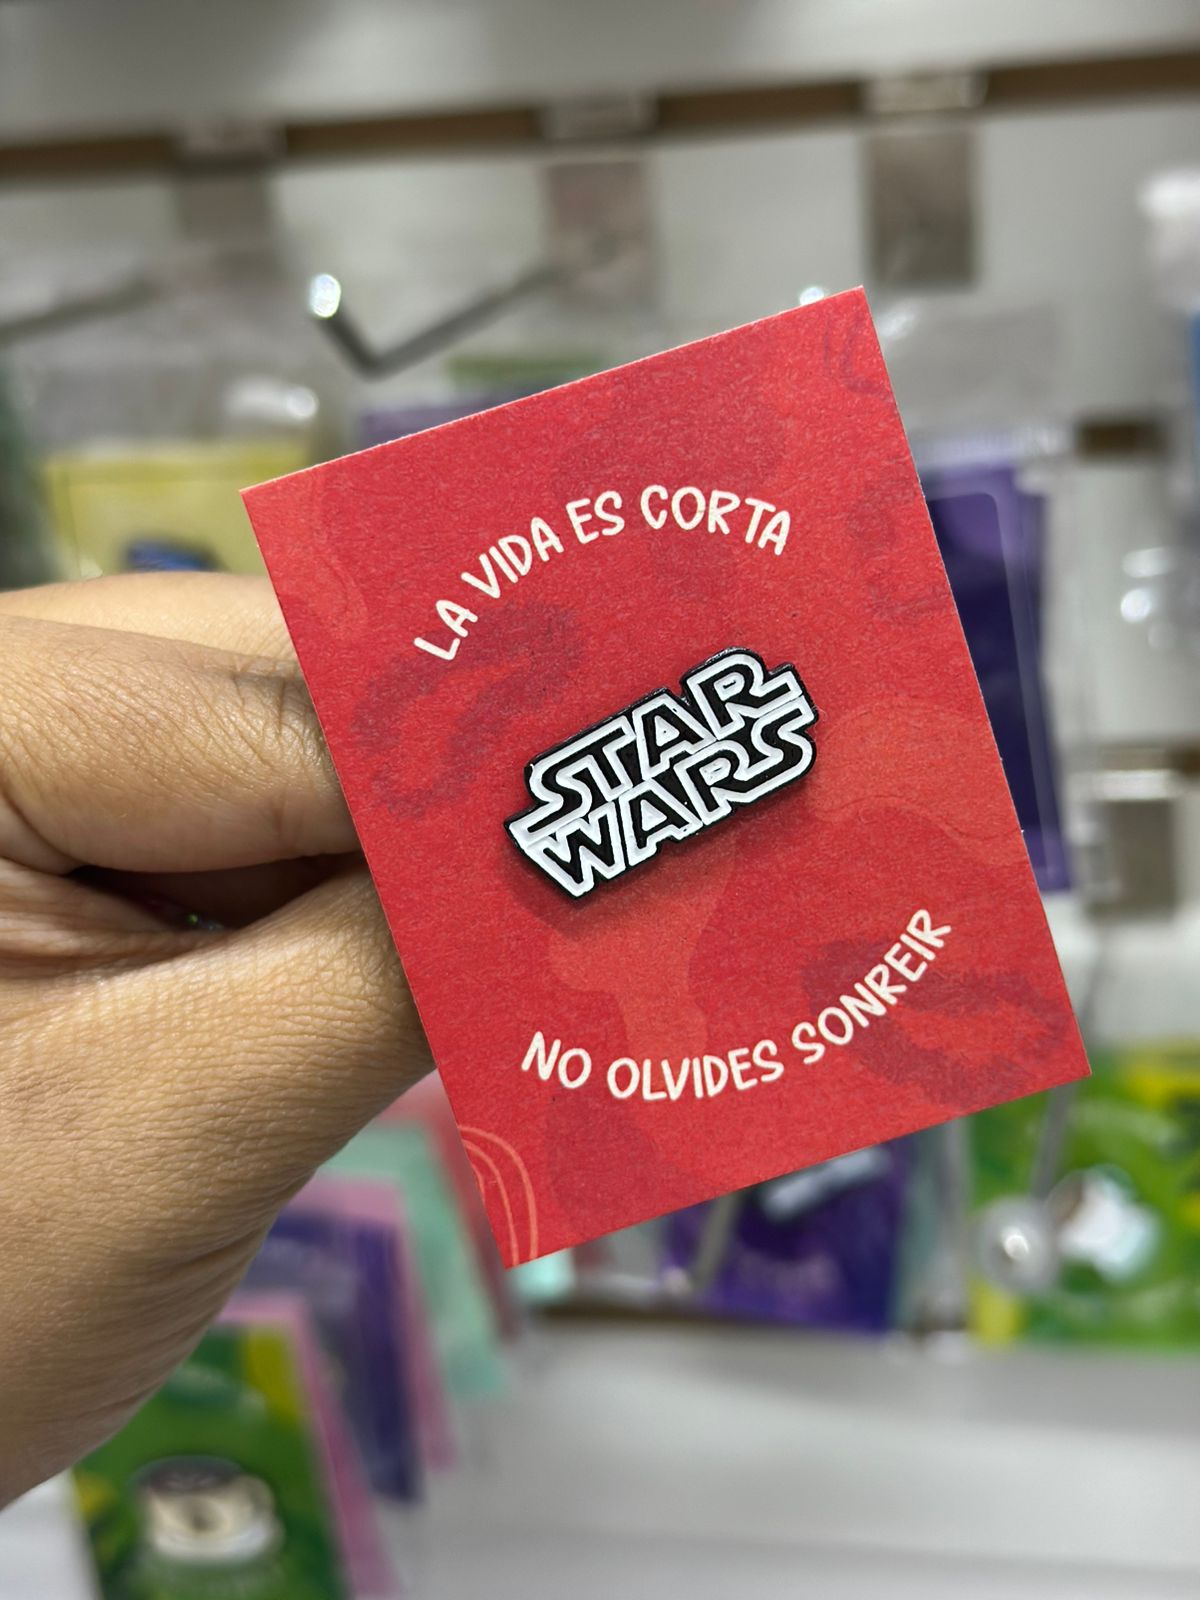 LA VIDA ES CORTA
STAR
WARS
NO OLVIDES SONREIR